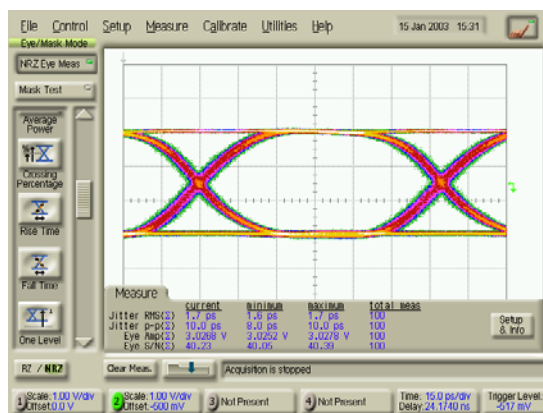 File Control Setup Measure Calibrate Utilities Help 15 Jan 2003 15:31
Eye/Mask Mode
NRZ Eye Meas
Mask Test
Average
Power
Crossing
Percentage
Rise Time
Fall Time
One Level
Measure
current minimum maximum total meas
Jitter RMS(2) 1.7 ps 1.6 ps 1.7 ps 100
Jitter p-p(2) 10.0 ps 8.0 ps 10.0 ps 100
Eye Amp(2) 3.0268 V 3.0252 V 3.0278 V 100
Eye S/N(2) 40.23 40.05 40.39 100
Setup
& Info
RZ / NRZ
Clear Meas.
Acquisition is stopped
1) Scale: 1.00 V/div
Offset: 0.0 V
2) Scale: 1.00 V/div
Offset: -500 mV
3) Not Present
4) Not Present
Time: 15.0 ps/div
Delay: 24.1740 ns
Trigger Level:
-517 mV